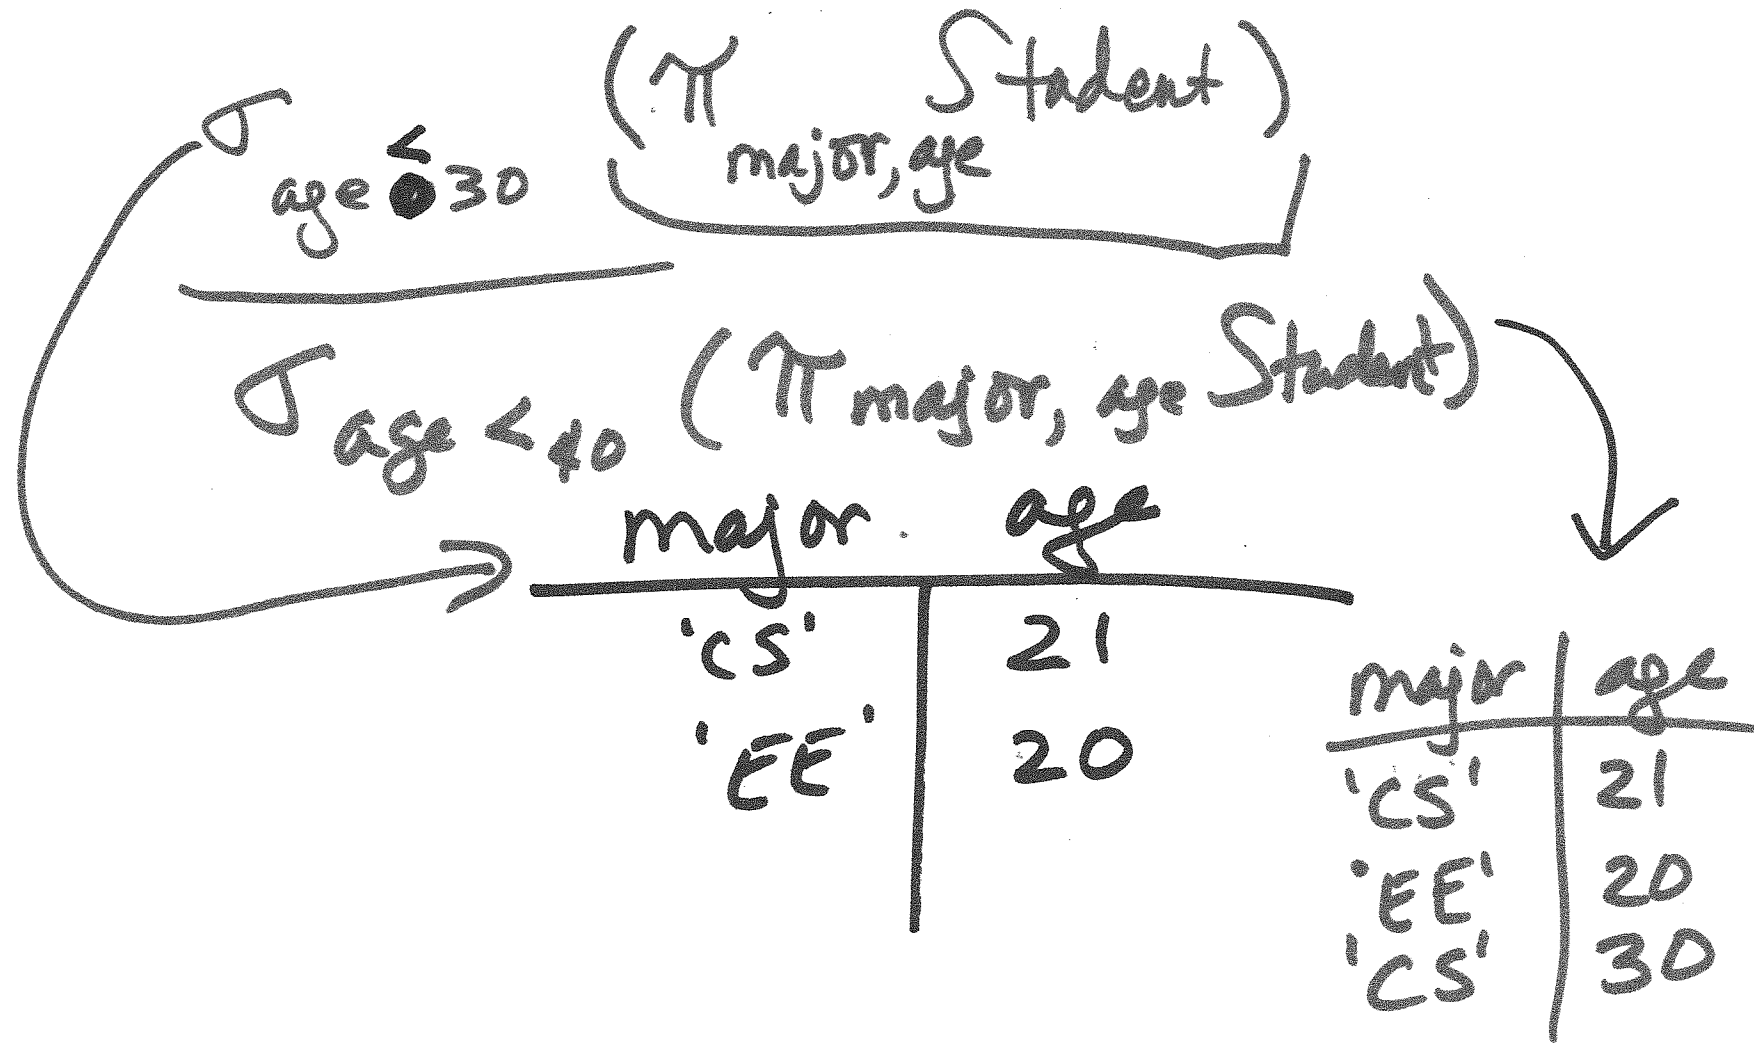 σ age < 30 (π major, age Student)
σ age < 40 (π major, age Student)
major age
'CS' 21
'EE' 20
major age
'CS' 21
'EE' 20
'CS' 30